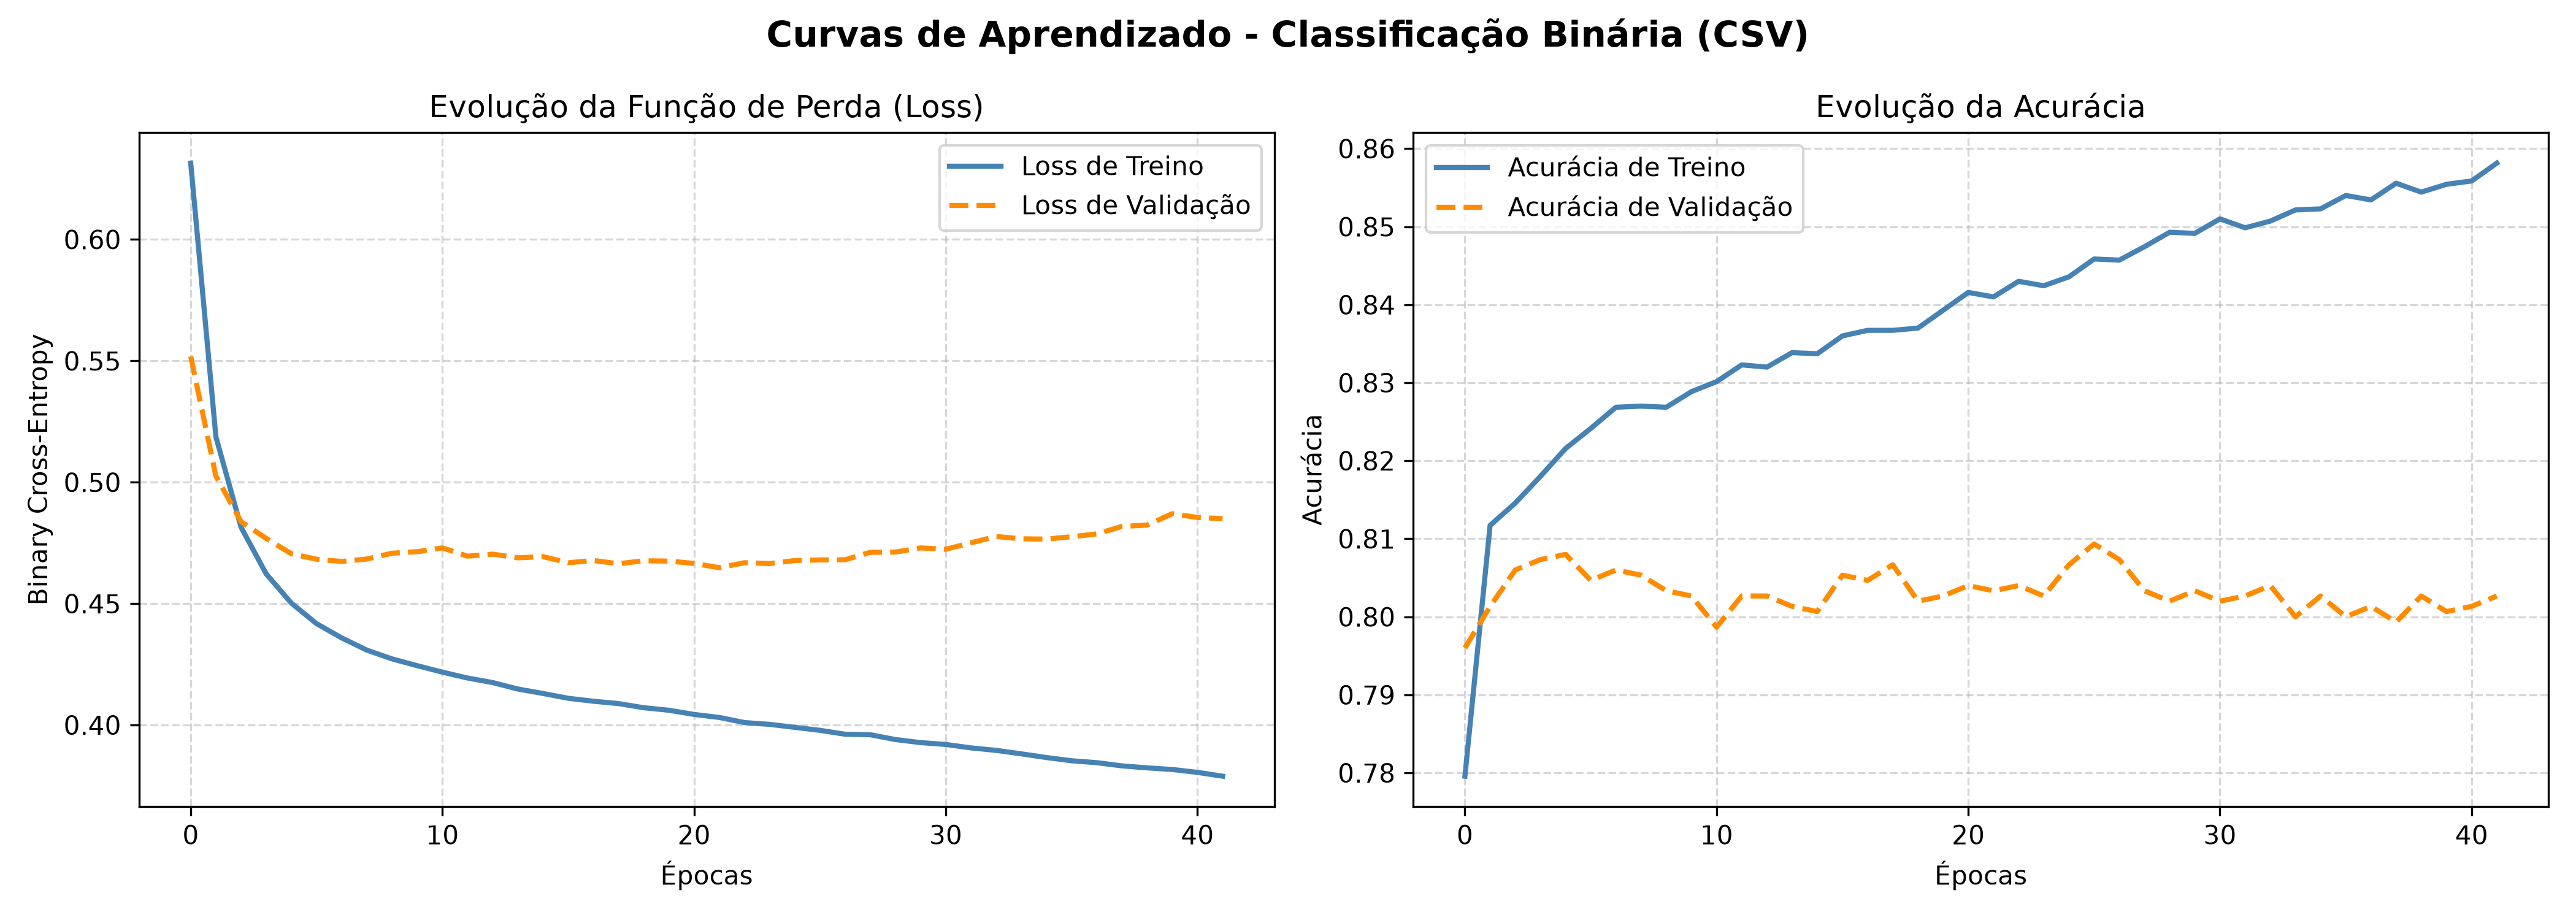 Curvas de Aprendizado - Classificação Binária (CSV)
Evolução da Função de Perda (Loss)
Loss de Treino
Loss de Validação
Binary Cross-Entropy
0.60
0.55
0.50
0.45
0.40
0
10
20
30
40
Épocas
Evolução da Acurácia
Acurácia de Treino
Acurácia de Validação
Acurácia
0.86
0.85
0.84
0.83
0.82
0.81
0.80
0.79
0.78
0
10
20
30
40
Épocas